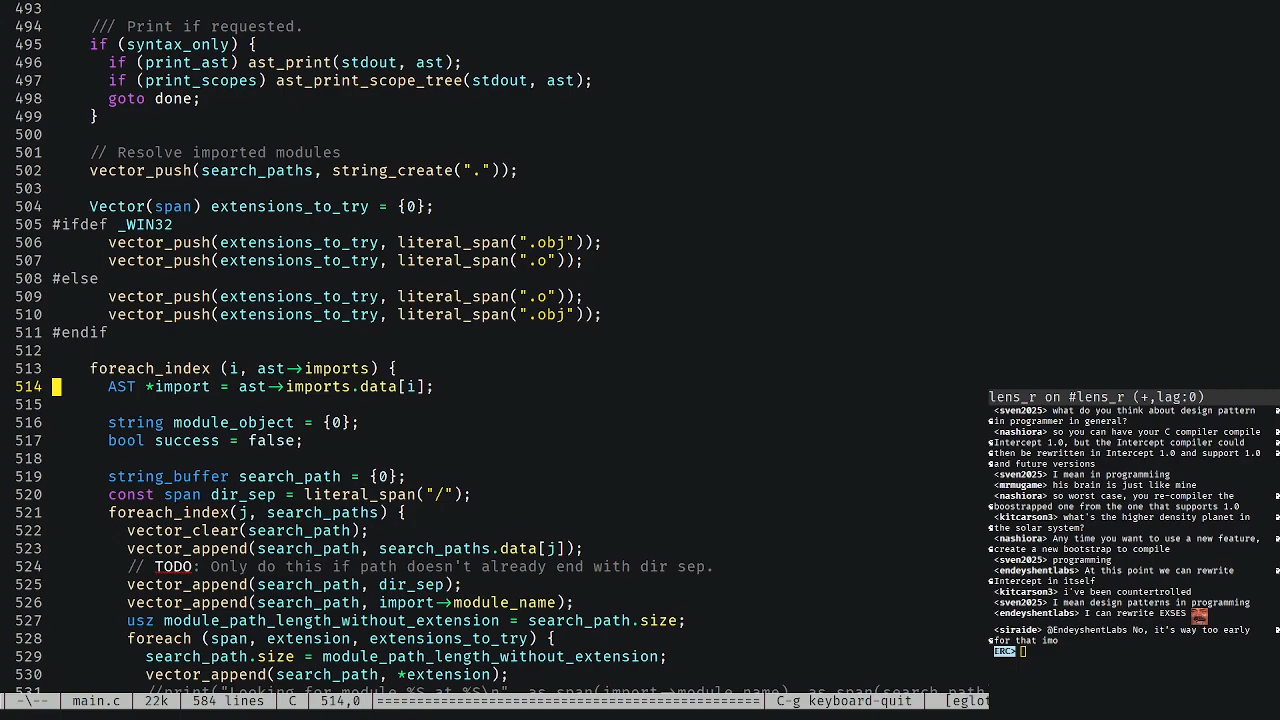 493
494 /// Print if requested.
495 if (syntax_only) {
496 if (print_ast) ast_print(stdout, ast);
497 if (print_scopes) ast_print_scope_tree(stdout, ast);
498 goto done;
499 }
500
501 // Resolve imported modules
502 vector_push(search_paths, string_create("."));
503
504 Vector(span) extensions_to_try = {0};
505 #ifdef _WIN32
506 vector_push(extensions_to_try, literal_span(".obj"));
507 vector_push(extensions_to_try, literal_span(".o"));
508 #else
509 vector_push(extensions_to_try, literal_span(".o"));
510 vector_push(extensions_to_try, literal_span(".obj"));
511 #endif
512
513 foreach_index (i, ast->imports) {
514 AST *import = ast->imports.data[i];
515
516 string module_object = {0};
517 bool success = false;
518
519 string_buffer search_path = {0};
520 const span dir_sep = literal_span("/");
521 foreach_index(j, search_paths) {
522 vector_clear(search_path);
523 vector_append(search_path, search_paths.data[j]);
524 // TODO: Only do this if path doesn't already end with dir sep.
525 vector_append(search_path, dir_sep);
526 vector_append(search_path, import->module_name);
527 usz module_path_length_without_extension = search_path.size;
528 foreach (span, extension, extensions_to_try) {
529 search_path.size = module_path_length_without_extension;
530 vector_append(search_path, *extension);
531 //print("Looking for module %S at %S\n", as_span(import->module_name), as_span(search_path
-\-- main.c 22k 584 lines C 514,0 ========================================== C-g keyboard-quit [eglot
lens_r on #lens_r (+,lag:0)
<sven2025> what do you think about design pattern
in programmer in general?
<nashiora> so you can have your C compiler compile
Intercept 1.0, but the Intercept compiler could
then be rewritten in Intercept 1.0 and support 1.0
and future versions
<sven2025> I mean in programmiing
<mrmugame> his brain is just like mine
<nashiora> so worst case, you re-compiler the
boostrapped one from the one that supports 1.0
<kitcarson3> what's the higher density planet in
the solar system?
<nashiora> Any time you want to use a new feature,
create a new bootstrap to compile
<sven2025> programming
<endeyshentlabs> At this point we can rewrite
Intercept in itself
<kitcarson3> i've been countertrolled
<sven2025> I mean design patterns in programming
<endeyshentlabs> I can rewrite EXSES
<siraide> @EndeyshentLabs No, it's way too early
for that imo
ERC>